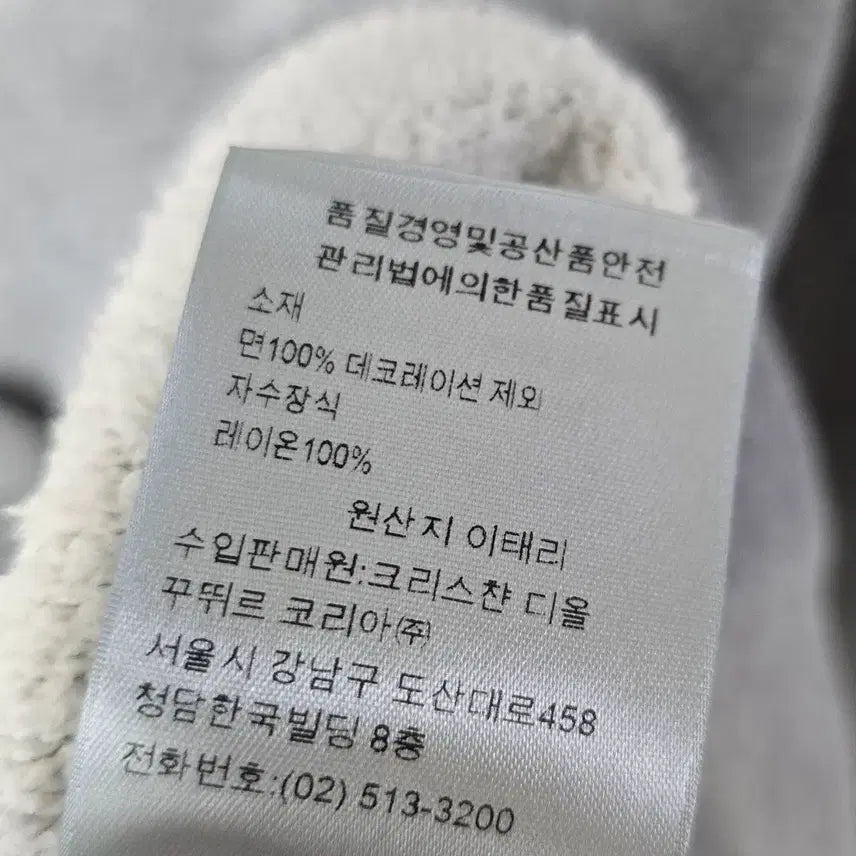 품질경영및공산품안전
관리법에의한품질표시
소재
면100% 데코레이션 제외
자수장식
레이온100%
원산지 이태리
수입판매원:크리스챤 디올
꾸뛰르 코리아(주)
서울시 강남구 도산대로458
청담한국빌딩 8층
전화번호:(02) 513-3200